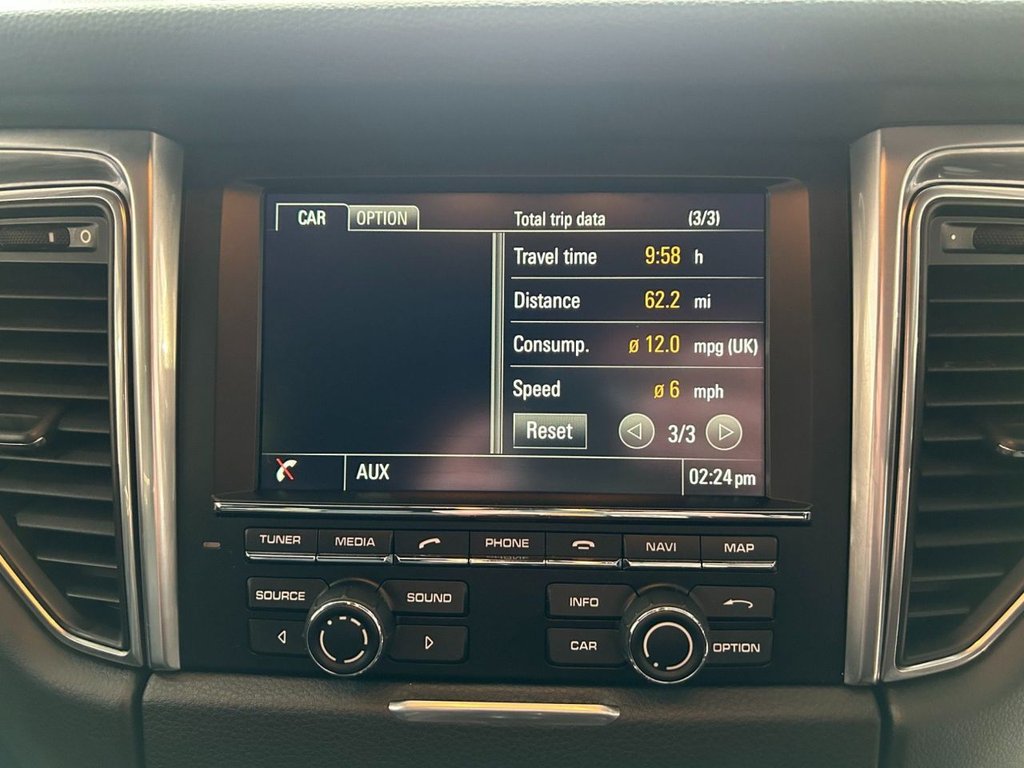 CAR OPTION Total trip data (3/3)
Travel time 9:58 h
Distance 62.2 mi
Consump. ø 12.0 mpg (UK)
Speed ø 6 mph
Reset 3/3
AUX 02:24 pm
TUNER MEDIA PHONE NAVI MAP
SOURCE SOUND INFO
CAR OPTION